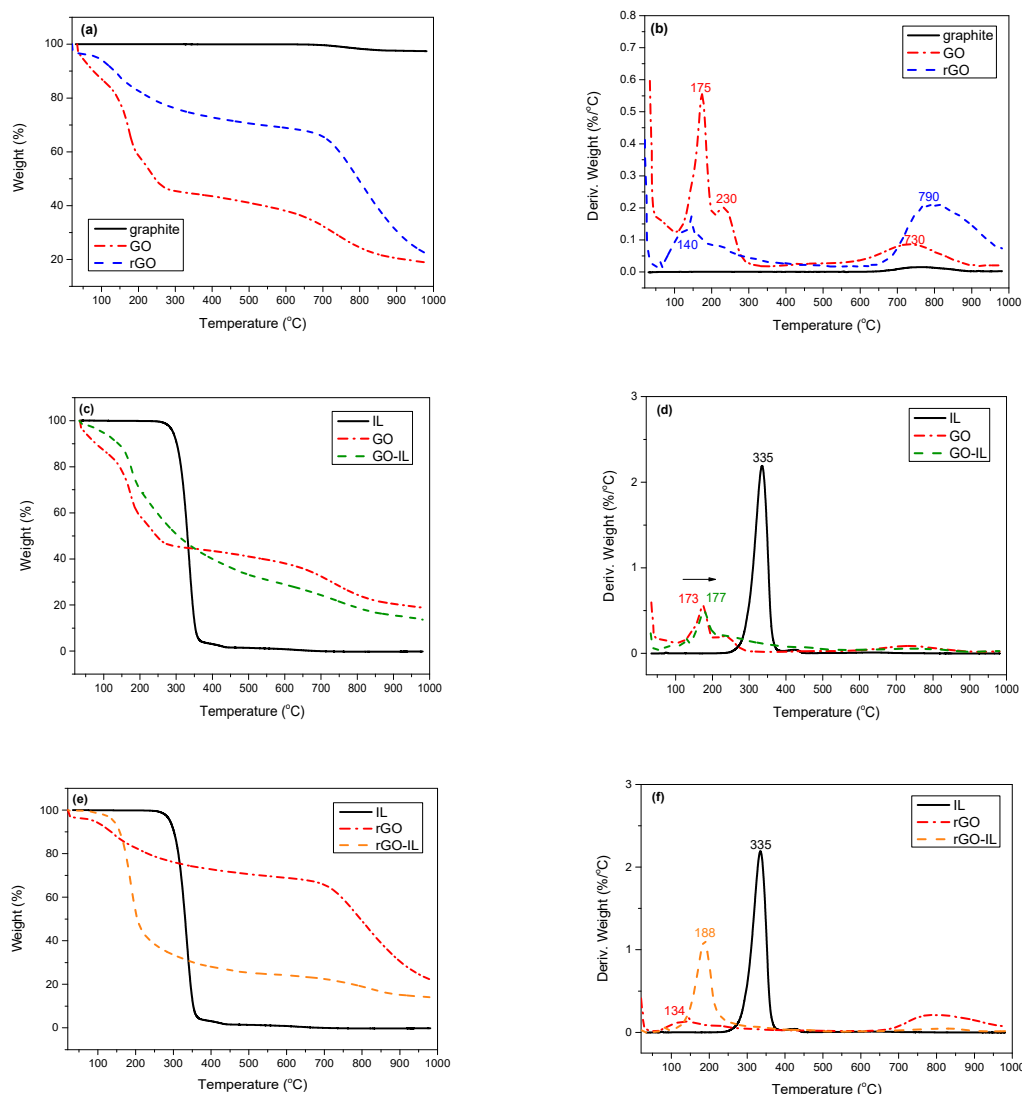 (a)
100
80
60
40
20
Weight (%)
graphite
GO
rGO
100 200 300 400 500 600 700 800 900 1000
Temperature (°C)
(b)
0.8
0.7
0.6
0.5
0.4
0.3
0.2
0.1
0.0
Deriv. Weight (%/°C)
graphite
GO
rGO
175
230
140
790
730
100 200 300 400 500 600 700 800 900 1000
Temperature (°C)
(c)
100
80
60
40
20
0
Weight (%)
IL
GO
GO-IL
100 200 300 400 500 600 700 800 900 1000
Temperature (°C)
(d)
3
2
1
0
Deriv. Weight (%/°C)
IL
GO
GO-IL
335
173
177
100 200 300 400 500 600 700 800 900 1000
Temperature (°C)
(e)
100
80
60
40
20
0
Weight (%)
IL
rGO
rGO-IL
100 200 300 400 500 600 700 800 900 1000
Temperature (°C)
(f)
3
2
1
0
Deriv. Weight (%/°C)
IL
rGO
rGO-IL
335
188
134
100 200 300 400 500 600 700 800 900 1000
Temperature (°C)